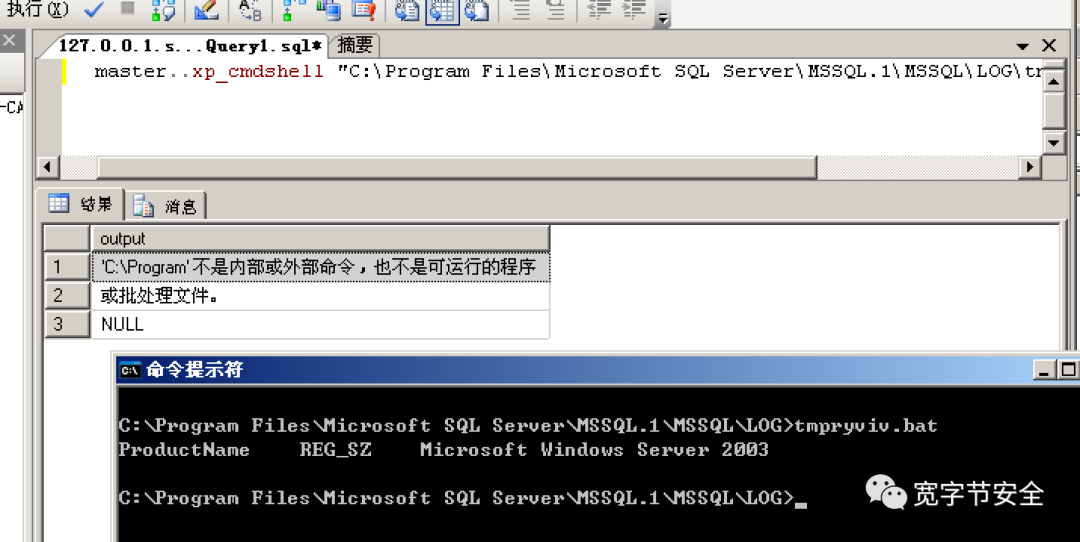 执行(X)
127.0.0.1.s...Query1.sql* 摘要
master..xp_cmdshell "C:\Program Files\Microsoft SQL Server\MSSQL.1\MSSQL\LOG\tm
-CA
结果 消息
output
1 'C:\Program' 不是内部或外部命令，也不是可运行的程序
2 或批处理文件。
3 NULL
命令提示符
C:\Program Files\Microsoft SQL Server\MSSQL.1\MSSQL\LOG>tmpryviv.bat
ProductName REG_SZ Microsoft Windows Server 2003
C:\Program Files\Microsoft SQL Server\MSSQL.1\MSSQL\LOG>_
宽字节安全